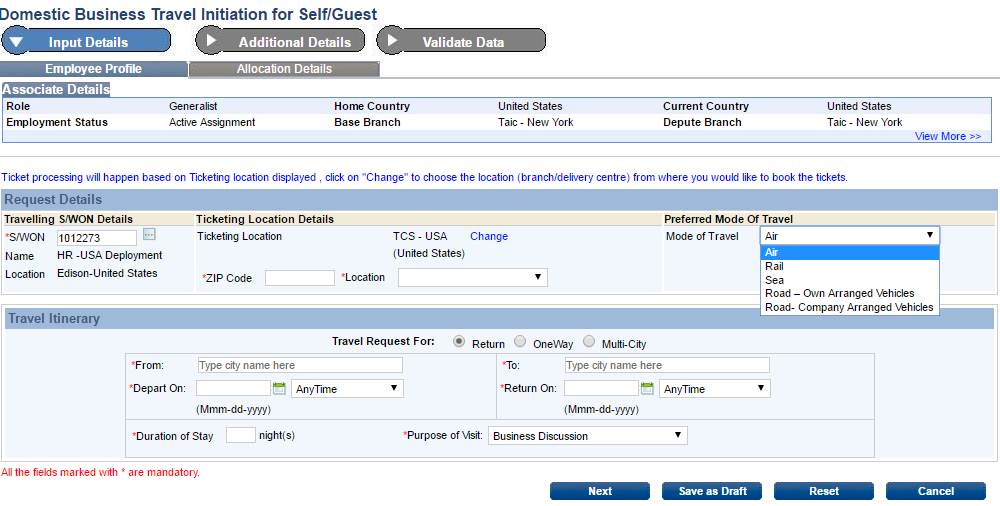 Domestic Business Travel Initiation for Self/Guest
Input Details Additional Details Validate Data
Employee Profile Allocation Details
Associate Details
Role Generalist Home Country United States Current Country United States
Employment Status Active Assignment Base Branch Taic - New York Depute Branch Taic - New York
View More >>
Ticket processing will happen based on Ticketing location displayed , click on "Change" to choose the location (branch/delivery centre) from where you would like to book the tickets.
Request Details
Travelling S/WON Details Ticketing Location Details Preferred Mode Of Travel
*S/WON 1012273 ... Ticketing Location TCS - USA Change Mode of Travel Air
Name HR -USA Deployment (United States) Air
Location Edison-United States *ZIP Code *Location Rail
Sea
Road – Own Arranged Vehicles
Road- Company Arranged Vehicles
Travel Itinerary
Travel Request For: Return OneWay Multi-City
*From: Type city name here *To: Type city name here
*Depart On: AnyTime *Return On: AnyTime
(Mmm-dd-yyyy) (Mmm-dd-yyyy)
*Duration of Stay night(s) *Purpose of Visit: Business Discussion
All the fields marked with * are mandatory.
Next Save as Draft Reset Cancel